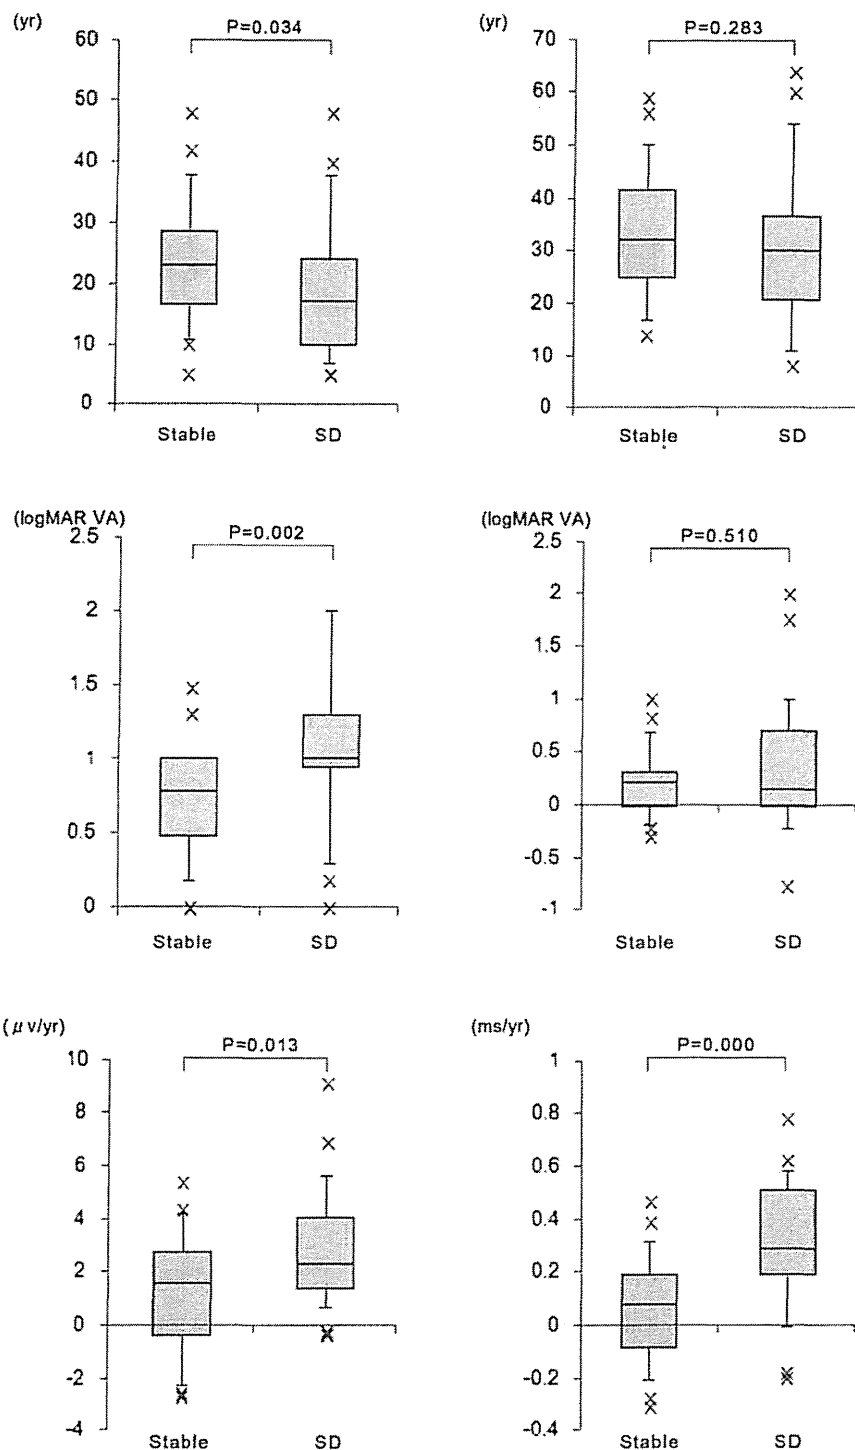 (yr)
P=0.034
60
50
40
30
20
10
0
Stable
SD
(yr)
P=0.283
70
60
50
40
30
20
10
0
Stable
SD
(logMAR VA)
P=0.002
2.5
2
1.5
1
0.5
0
Stable
SD
(logMAR VA)
P=0.510
2.5
2
1.5
1
0.5
0
-0.5
-1
Stable
SD
(μv/yr)
P=0.013
10
8
6
4
2
0
-2
-4
Stable
SD
(ms/yr)
P=0.000
1
0.8
0.6
0.4
0.2
0
-0.2
-0.4
Stable
SD